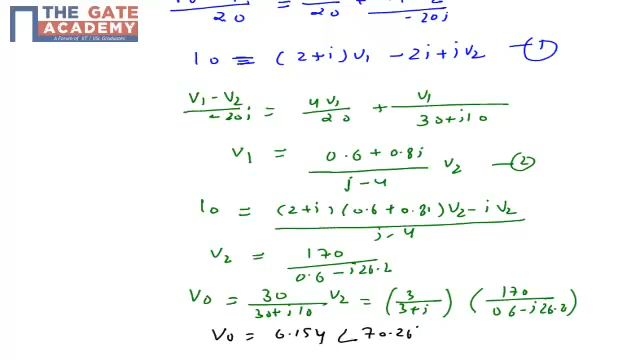 THE GATE
ACADEMY
A Forum of IIT / IISc Graduates
20 = 20 + -20i
10 = (2+i)V1 - 2i + iV2 —①
(V1 - V2)/(-20i) = 4V1/20 + V1/(30+i10)
V1 = (0.6 + 0.8i)/(j - 4) V2 —②
10 = (2+i)(0.6+0.8i)V2 - iV2 / (j - 4)
V2 = 170/(0.6 - i26.2)
V0 = 30/(30+i10) V2 = (3/(3+i)) (170/(0.6 - i26.2))
V0 = 6.154 ∠70.26